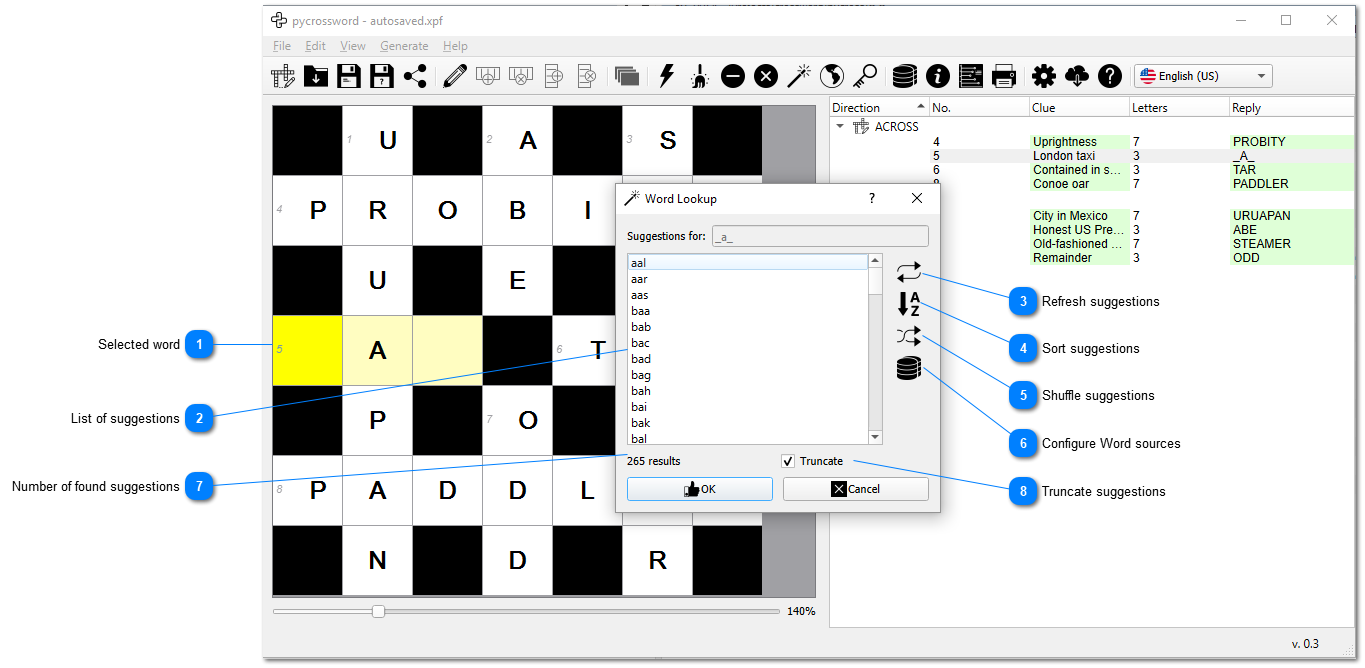 pycrossword - autosaved.xpf
File Edit View Generate Help
English (US)
Direction No. Clue Letters Reply
ACROSS
4 Uprightness 7 PROBITY
5 London taxi 3 _A_
6 Contained in s... 3 TAR
Conoe oar 7 PADDLER
City in Mexico 7 URUAPAN
Honest US Pre... 3 ABE
Old-fashioned ... 7 STEAMER
Remainder 3 ODD
1 U 2 A 3 S
4 P R O B I
U E
5 A 6 T
P 7 O
8 P A D D L
N D R
140%
v. 0.3
Word Lookup ?
Suggestions for: _a_
aal
aar
aas
baa
bab
bac
bad
bag
bah
bai
bak
bal
A
Z
265 results Truncate
OK Cancel
Selected word 1
List of suggestions 2
Number of found suggestions 7
3 Refresh suggestions
4 Sort suggestions
5 Shuffle suggestions
6 Configure Word sources
8 Truncate suggestions